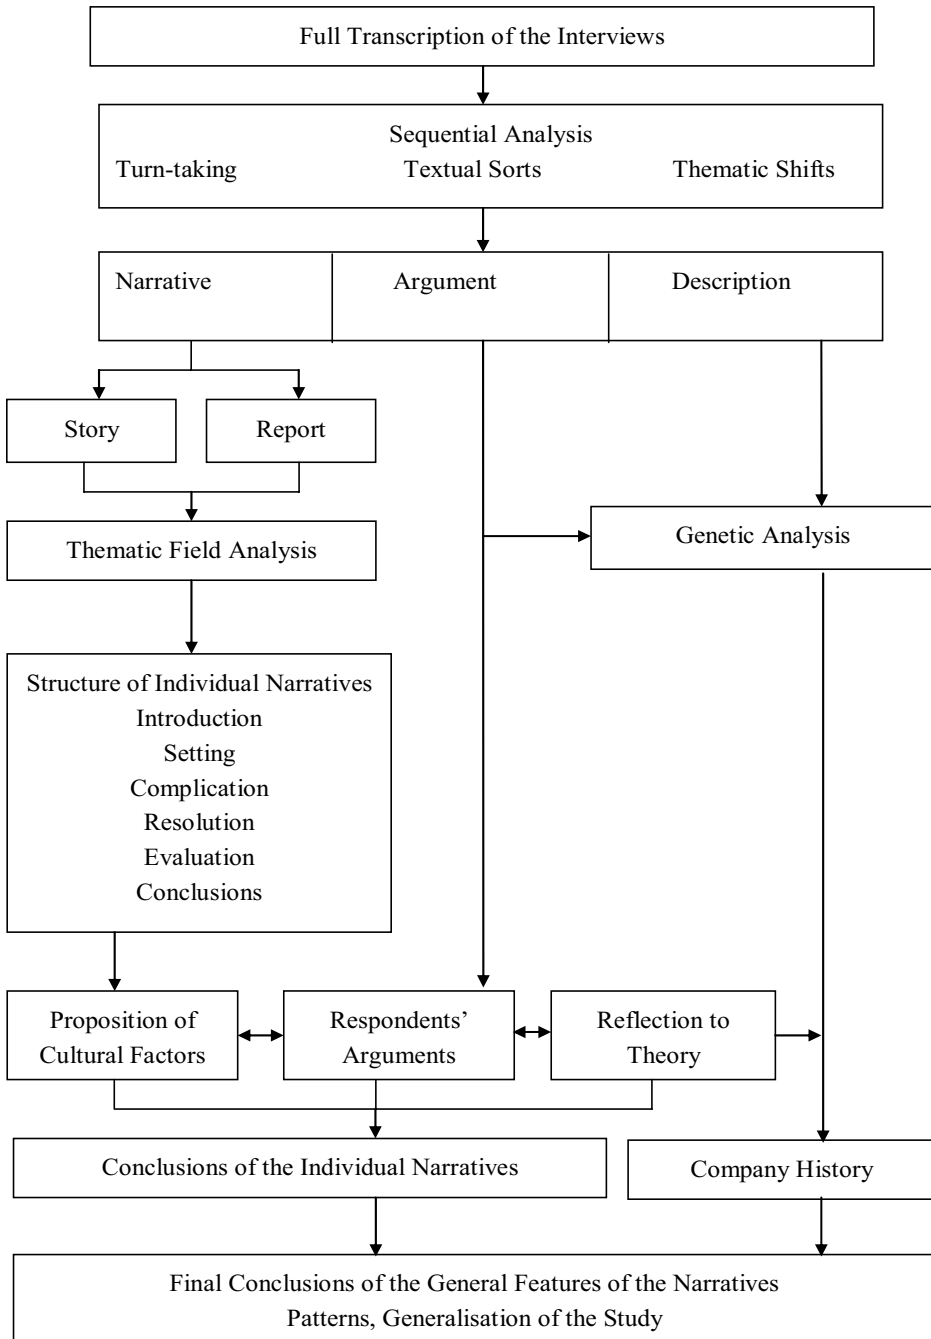 Full Transcription of the Interviews
Sequential Analysis
Turn-taking Textual Sorts Thematic Shifts
Narrative Argument Description
Story Report
Thematic Field Analysis
Genetic Analysis
Structure of Individual Narratives
Introduction
Setting
Complication
Resolution
Evaluation
Conclusions
Proposition of
Cultural Factors
Respondents’
Arguments
Reflection to
Theory
Conclusions of the Individual Narratives
Company History
Final Conclusions of the General Features of the Narratives
Patterns, Generalisation of the Study